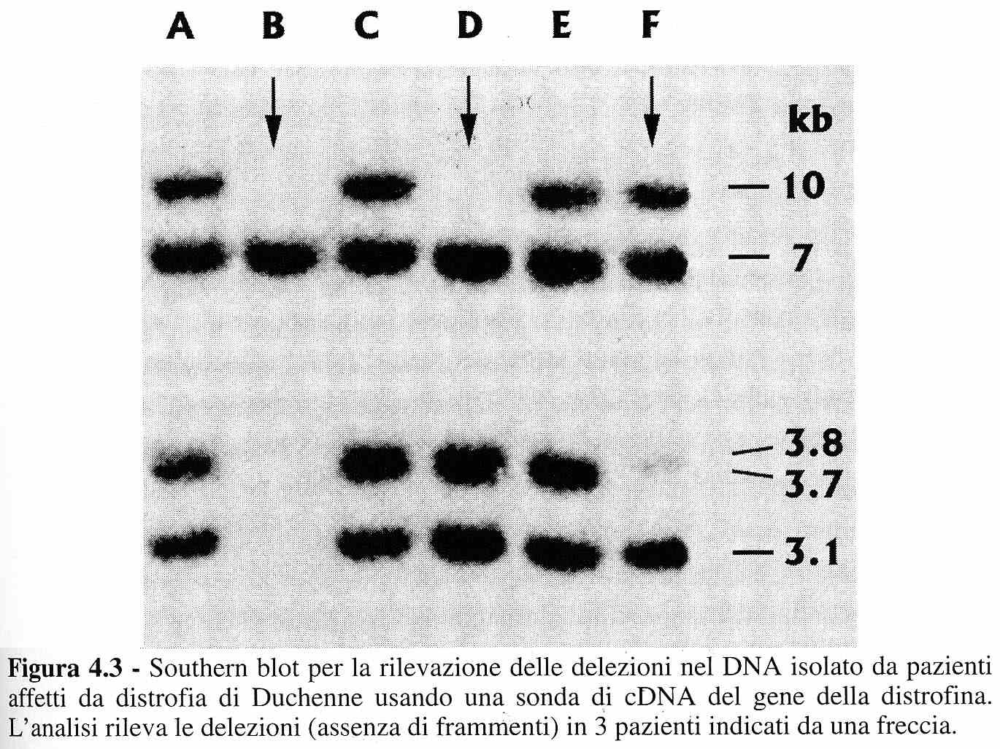 A B C D E F
kb
10
7
3.8
3.7
3.1
Figura 4.3 - Southern blot per la rilevazione delle delezioni nel DNA isolato da pazienti
affetti da distrofia di Duchenne usando una sonda di cDNA del gene della distrofina.
L'analisi rileva le delezioni (assenza di frammenti) in 3 pazienti indicati da una freccia.